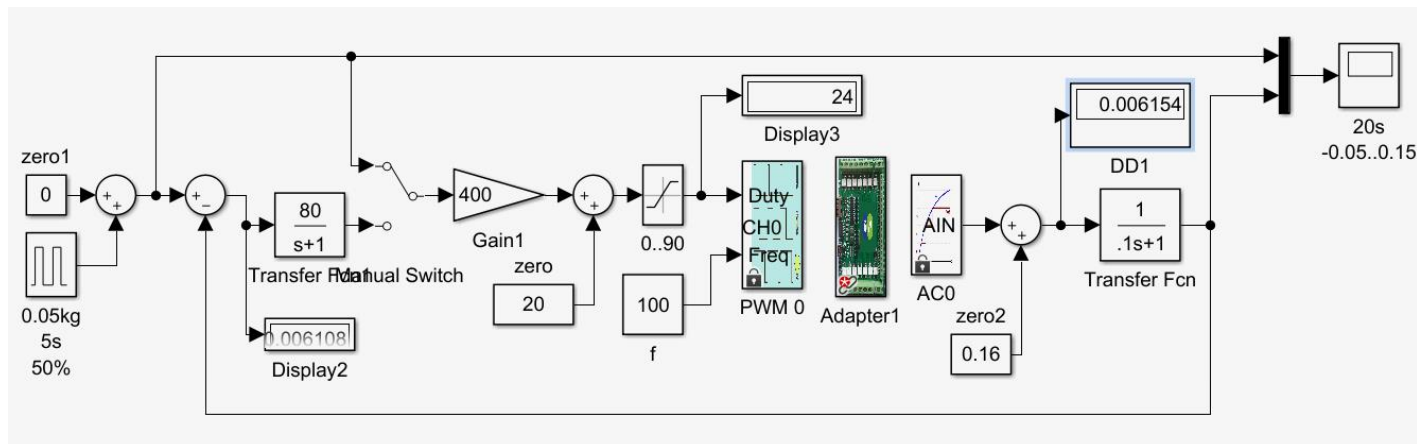 24
Display3
0.006154
DD1
20s
-0.05..0.15
zero1
0
+
+
+
−
80
s+1
Transfer Fcn1
Manual Switch
400
Gain1
+
+
0..90
Duty
CH0
Freq
PWM 0
Adapter1
AIN
AC0
+
+
1
.1s+1
Transfer Fcn
zero
20
100
f
zero2
0.16
0.05kg
5s
50%
0.006108
Display2